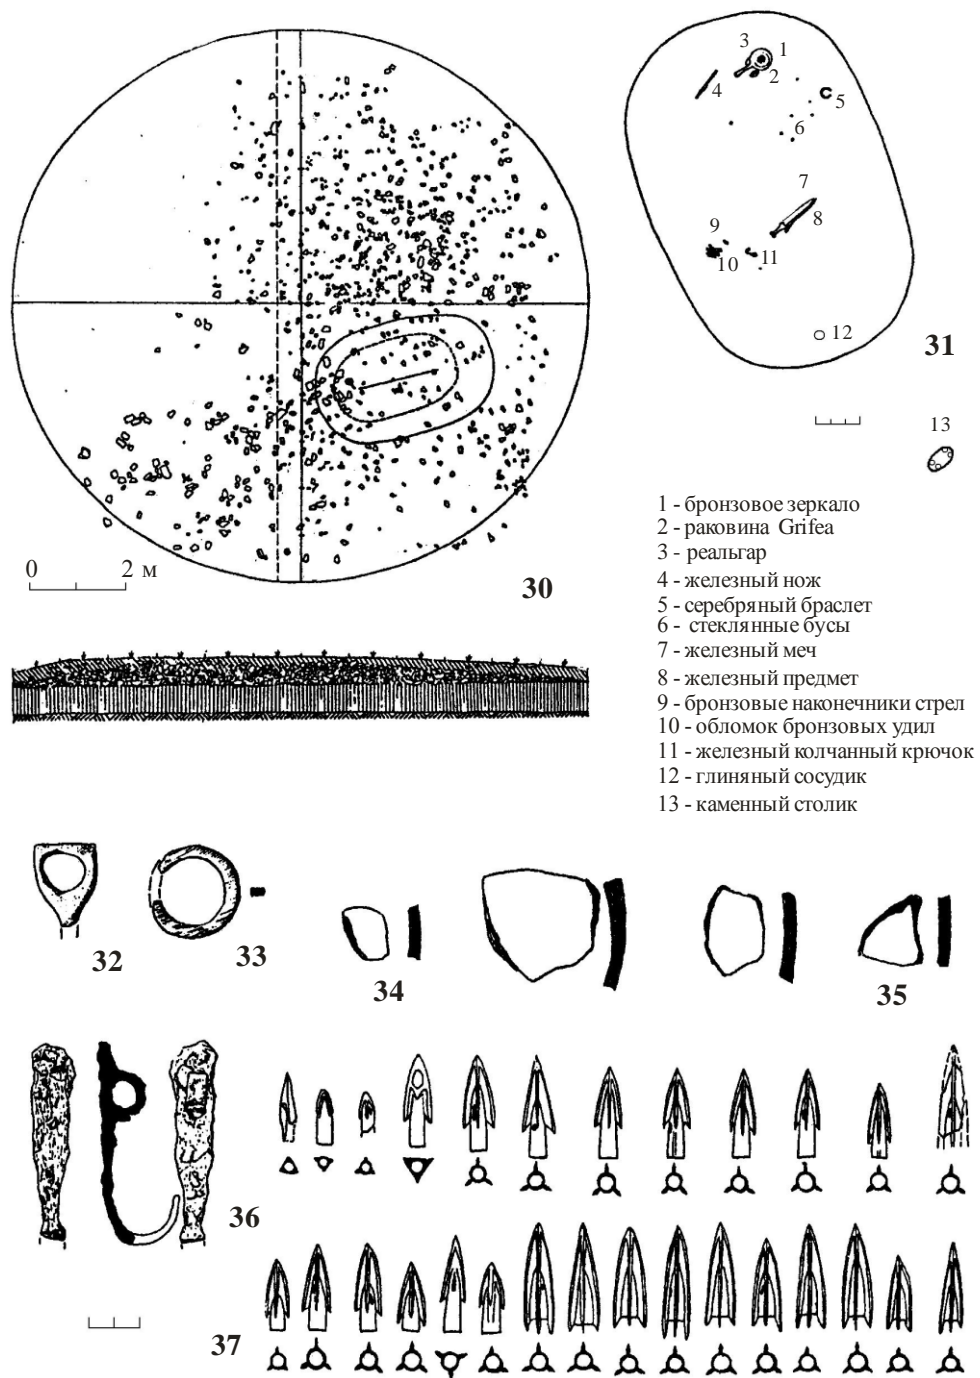 3
1
2
4
5
6
7
8
9
10
11
12
31
13
0 2 м
30
1 - бронзовое зеркало
2 - раковина Grifea
3 - реальгар
4 - железный нож
5 - серебряный браслет
6 - стеклянные бусы
7 - железный меч
8 - железный предмет
9 - бронзовые наконечники стрел
10 - обломок бронзовых удил
11 - железный колчанный крючок
12 - глиняный сосудик
13 - каменный столик
32
33
34
35
36
37